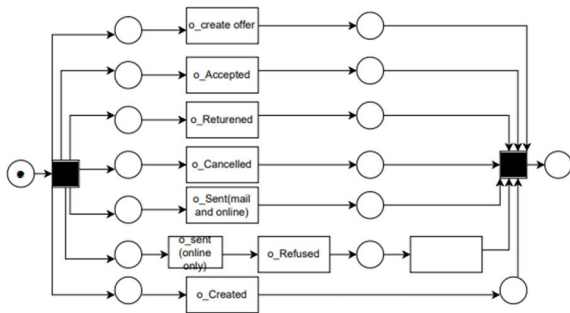 o_create offer
o_Accepted
o_Returened
o_Cancelled
o_Sent(mail
and online)
o_sent
(online
only)
o_Refused
o_Created